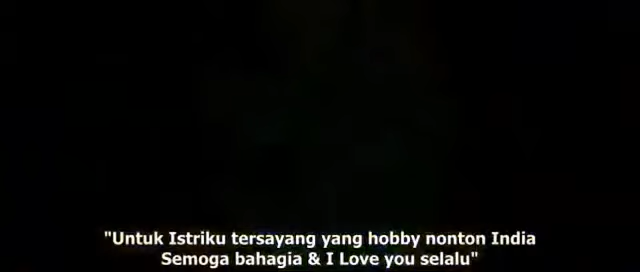 "Untuk Istriku tersayang yang hobby nonton India
Semoga bahagia & I Love you selalu"